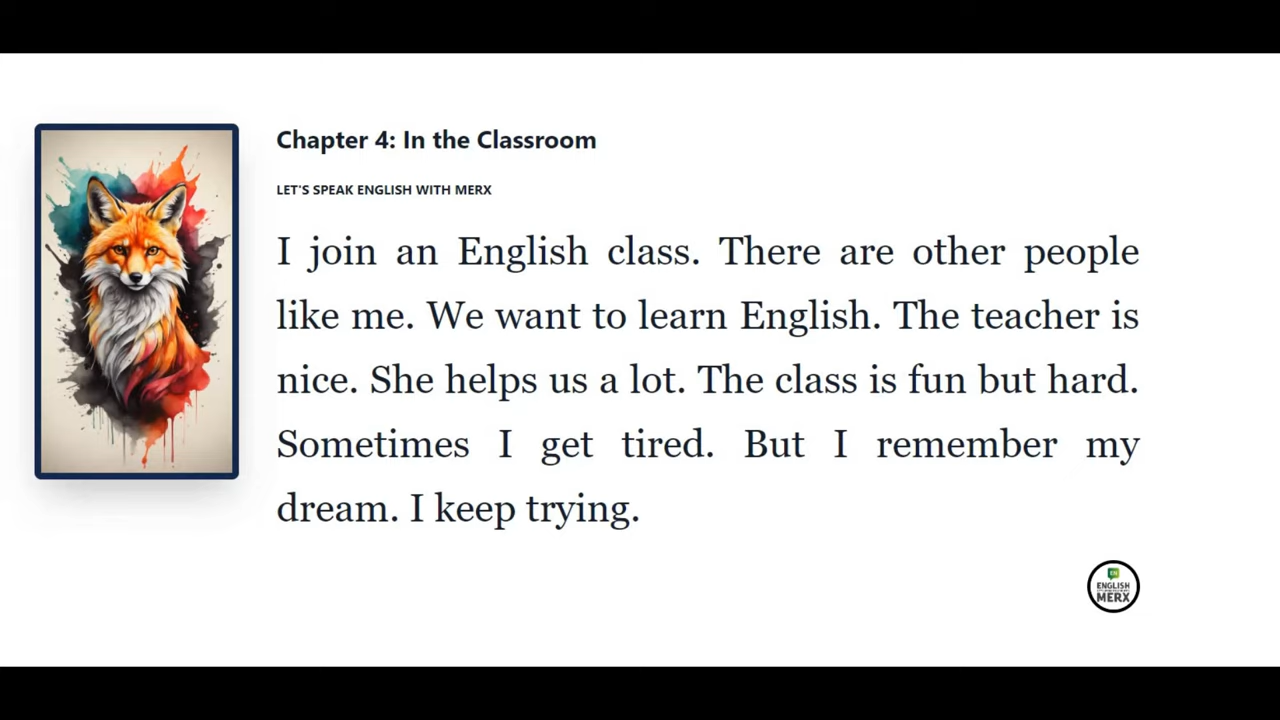 Chapter 4: In the Classroom
LET'S SPEAK ENGLISH WITH MERX
I join an English class. There are other people
like me. We want to learn English. The teacher is
nice. She helps us a lot. The class is fun but hard.
Sometimes I get tired. But I remember my
dream. I keep trying.
EN
ENGLISH
MERX